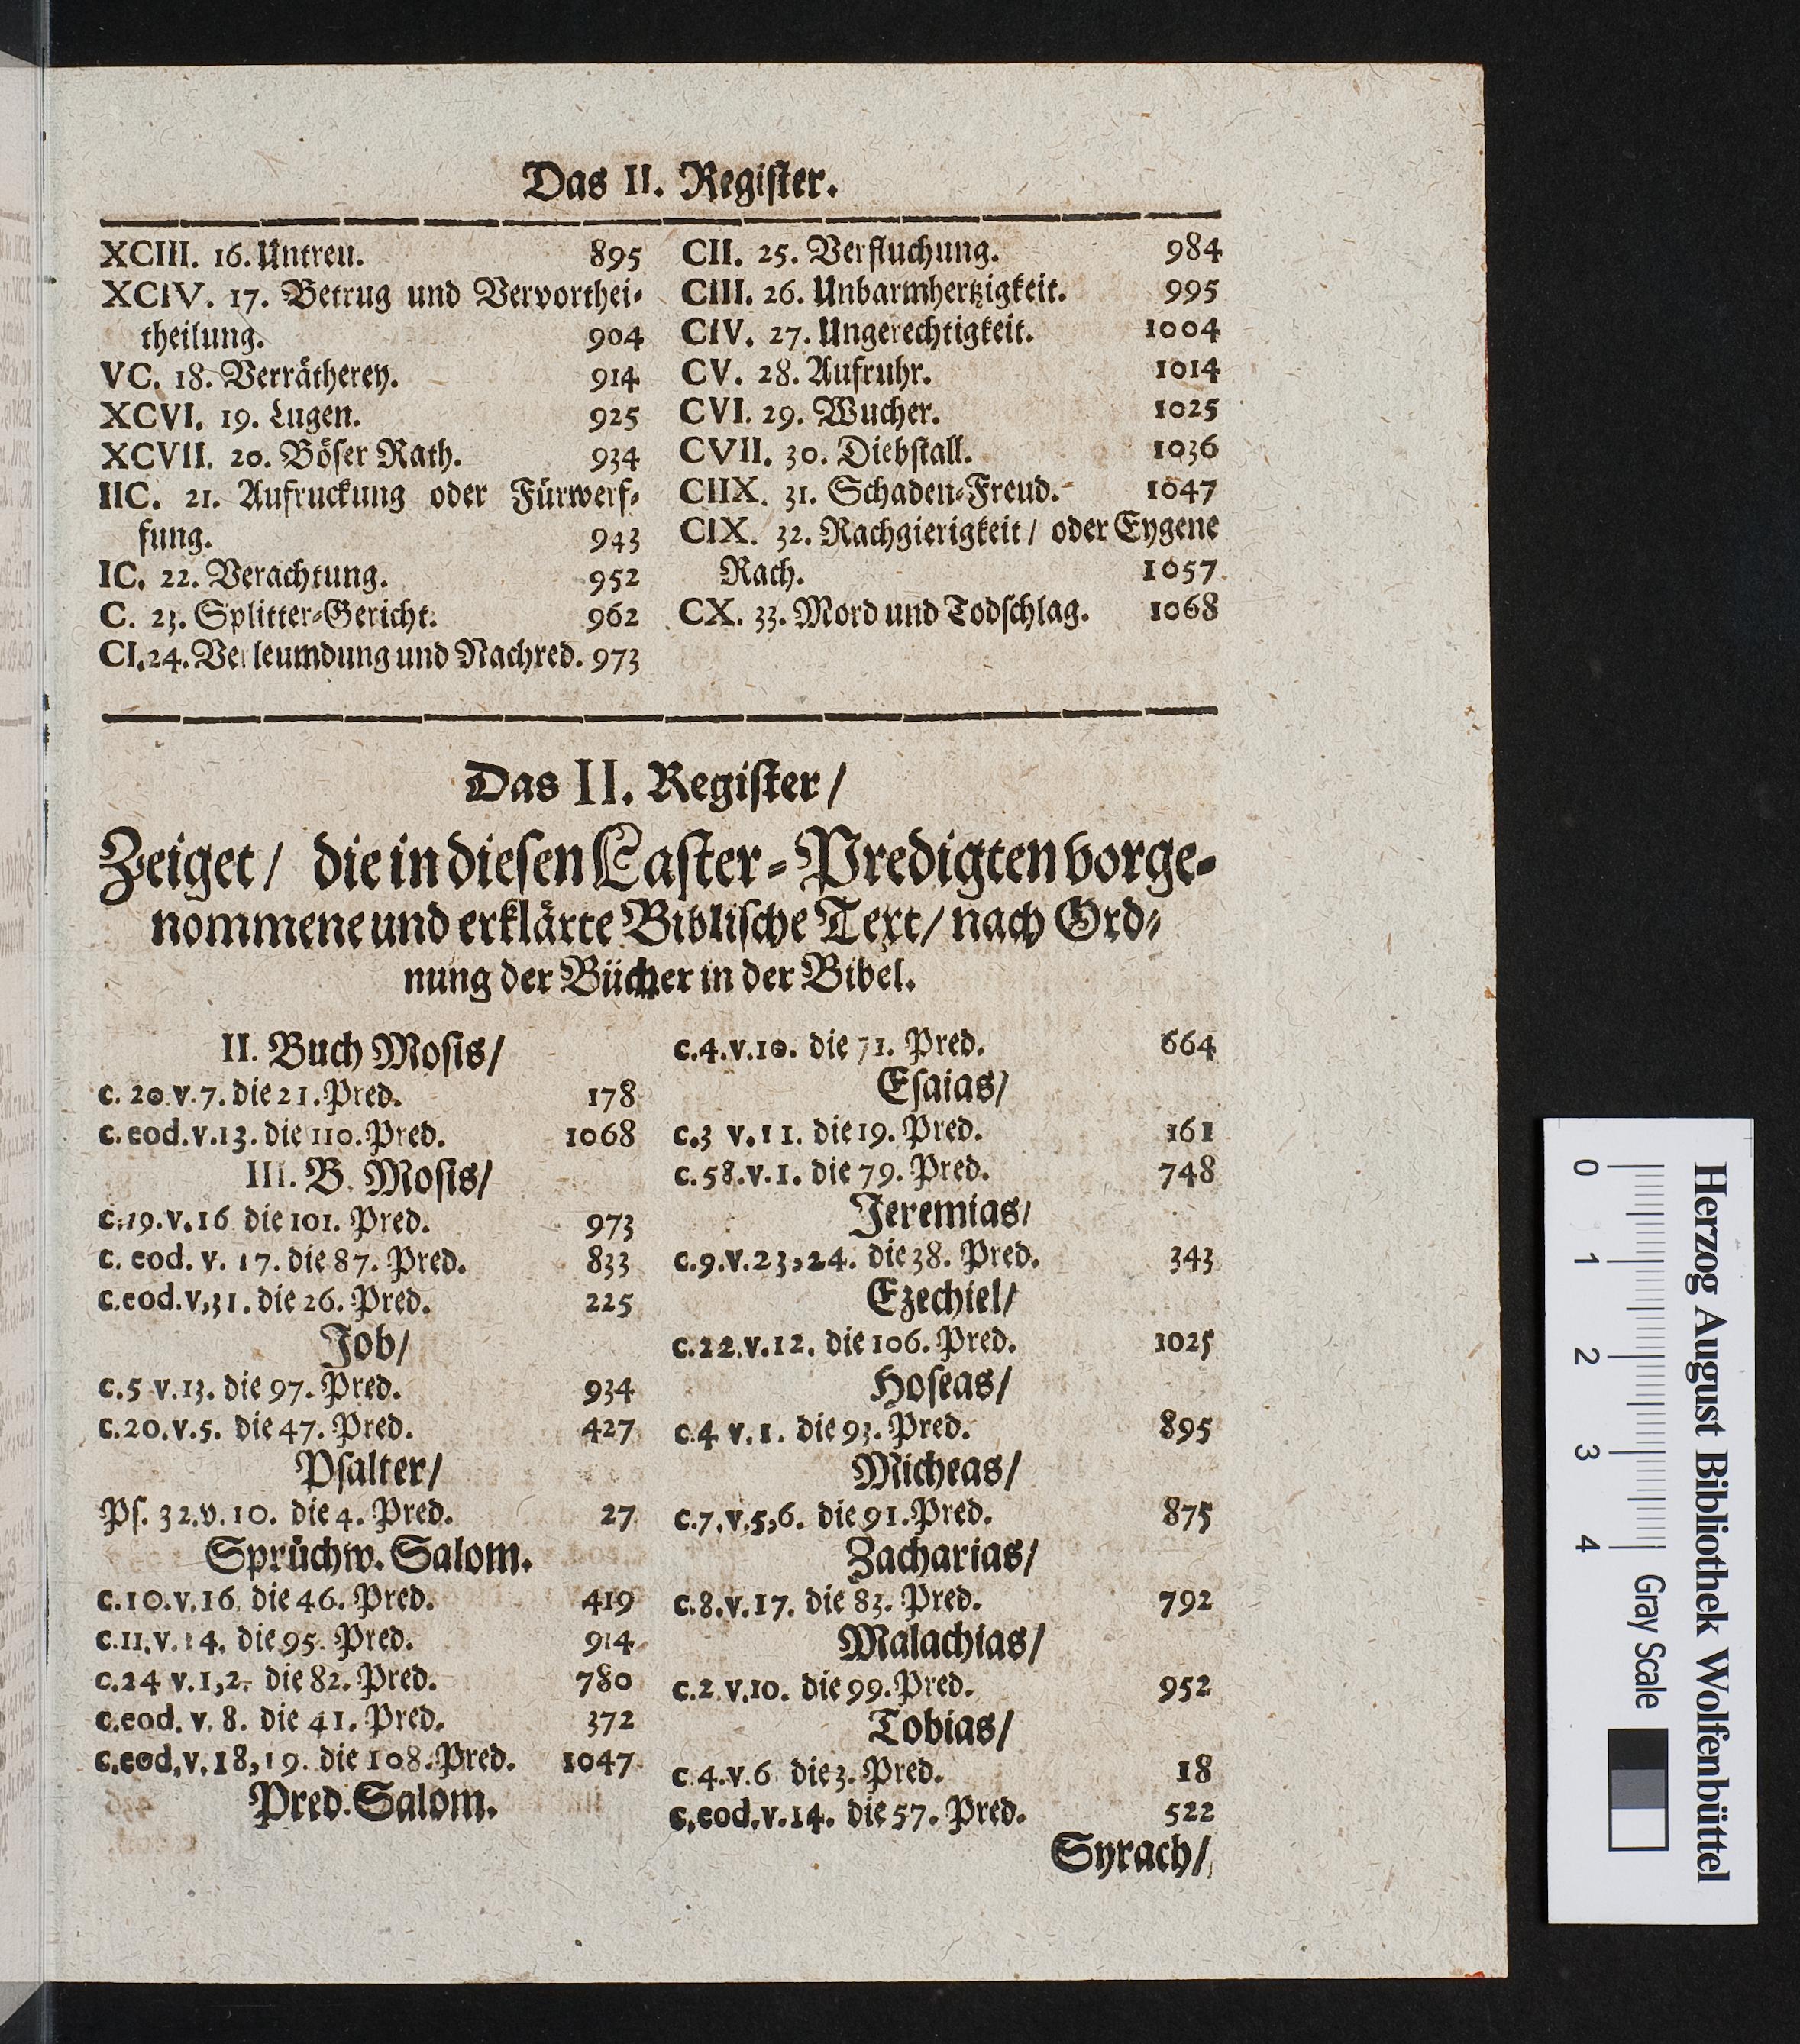 Das II. Regiſter.
XCIII. 16. Untreu. 895
XCIV. 17. Betrug und Vervorthei-
theilung. 904
VC. 18. Verrätherey. 914
XCVI. 19. Lugen. 925
XCVII. 20. Böſer Rath. 934
IIC. 21. Aufruckung oder Fürwerf-
fung. 943
IC. 22. Verachtung. 952
C. 23. Splitter-Gericht. 962
CI. 24. Verleumdung und Nachred. 973
CII. 25. Verfluchung. 984
CIII. 26. Unbarmhertzigkeit. 995
CIV. 27. Ungerechtigkeit. 1004
CV. 28. Aufruhr. 1014
CVI. 29. Wucher. 1025
CVII. 30. Diebſtall. 1036
CIIX. 31. Schaden-Freud. 1047
CIX. 32. Rachgierigkeit / oder Eygene
Rach. 1057
CX. 33. Mord und Todſchlag. 1068
Das II. Regiſter /
Zeiget / die in dieſen Laſter-Predigten vorge-
nommene und erklärte Bibliſche Text / nach Ord-
nung der Bücher in der Bibel.
II. Buch Moſis /
c. 20. v. 7. die 21. Pred. 178
c. eod. v. 13. die 110. Pred. 1068
III. B. Moſis /
c. 19. v. 16 die 101. Pred. 973
c. eod. v. 17. die 87. Pred. 833
c. eod. v, 31. die 26. Pred. 225
Job /
c. 5 v. 13. die 97. Pred. 934
c. 20. v. 5. die 47. Pred. 427
Pſalter /
Pſ. 32. v. 10. die 4. Pred. 27
Sprüchw. Salom.
c. 10. v. 16. die 46. Pred. 419
c. 11. v. 14. die 95. Pred. 914
c. 24 v. 1, 2. die 82. Pred. 780
c. eod. v. 8. die 41. Pred. 372
c. eod. v. 18, 19. die 108. Pred. 1047
Pred. Salom.
c. 4. v. 10. die 71. Pred. 664
Eſaias /
c. 3 v. 11. die 19. Pred. 161
c. 58. v. 1. die 79. Pred. 748
Jeremias /
c. 9. v. 23, 24. die 38. Pred. 343
Ezechiel /
c. 22. v. 12. die 106. Pred. 1025
Hoſeas /
c. 4 v. 1. die 93. Pred. 895
Micheas /
c. 7. v. 5, 6. die 91. Pred. 875
Zacharias /
c. 8. v. 17. die 83. Pred. 792
Malachias /
c. 2. v. 10. die 99. Pred. 952
Tobias /
c 4. v. 6 die 3. Pred. 18
c. eod. v. 14. die 57. Pred. 522
Syrach /
Herzog August Bibliothek Wolfenbüttel
0 1 2 3 4 Gray Scale